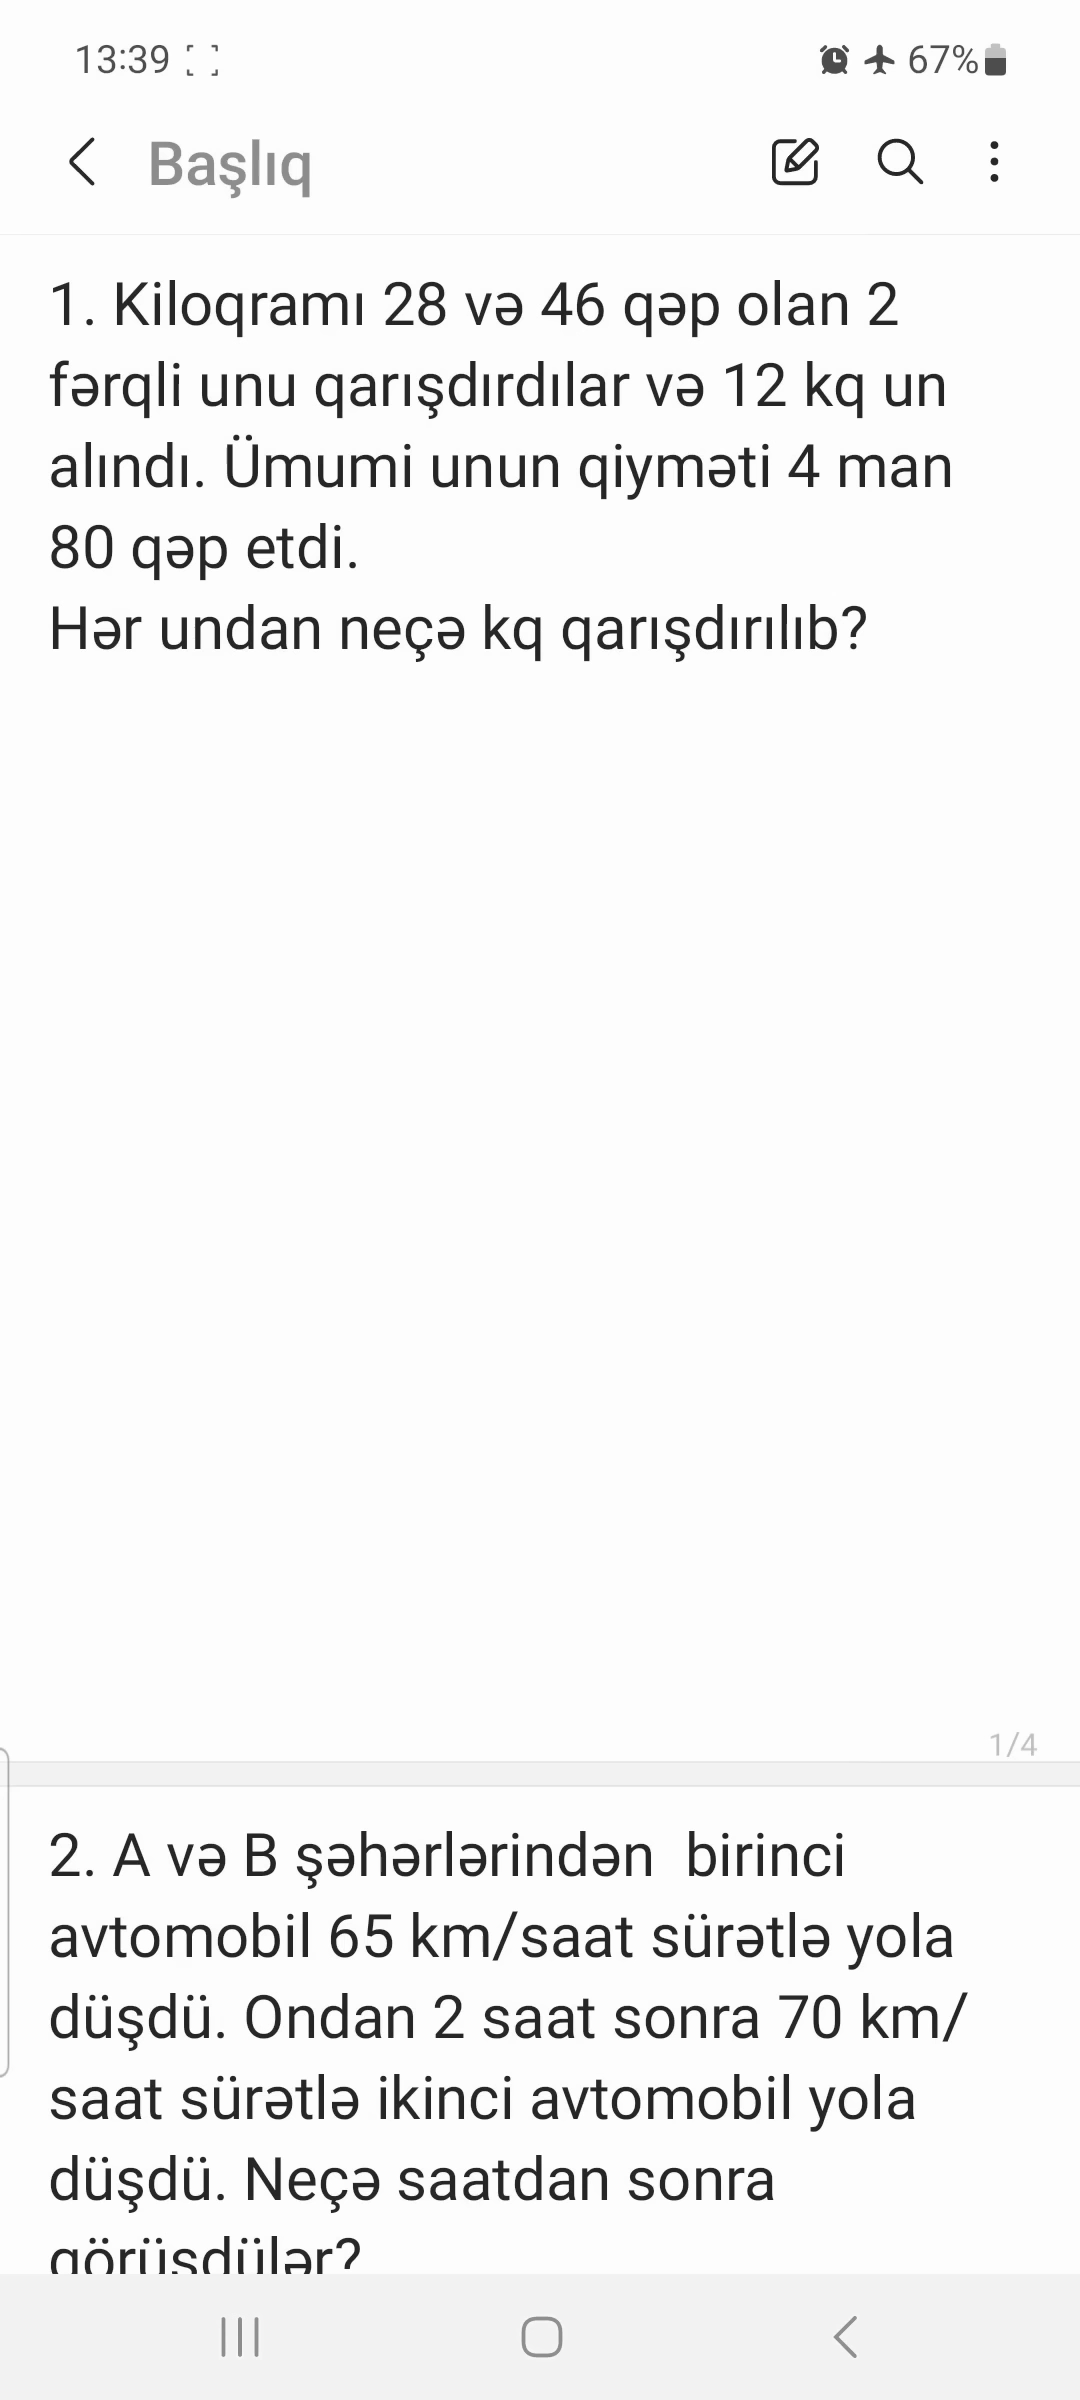 13:39
67%
Başlıq
1. Kiloqramı 28 və 46 qəp olan 2
fərqli unu qarışdırdılar və 12 kq un
alındı. Ümumi unun qiyməti 4 man
80 qəp etdi.
Hər undan neçə kq qarışdırılıb?
1/4
2. A və B şəhərlərindən  birinci
avtomobil 65 km/saat sürətlə yola
düşdü. Ondan 2 saat sonra 70 km/
saat sürətlə ikinci avtomobil yola
düşdü. Neçə saatdan sonra
görüşdülər?